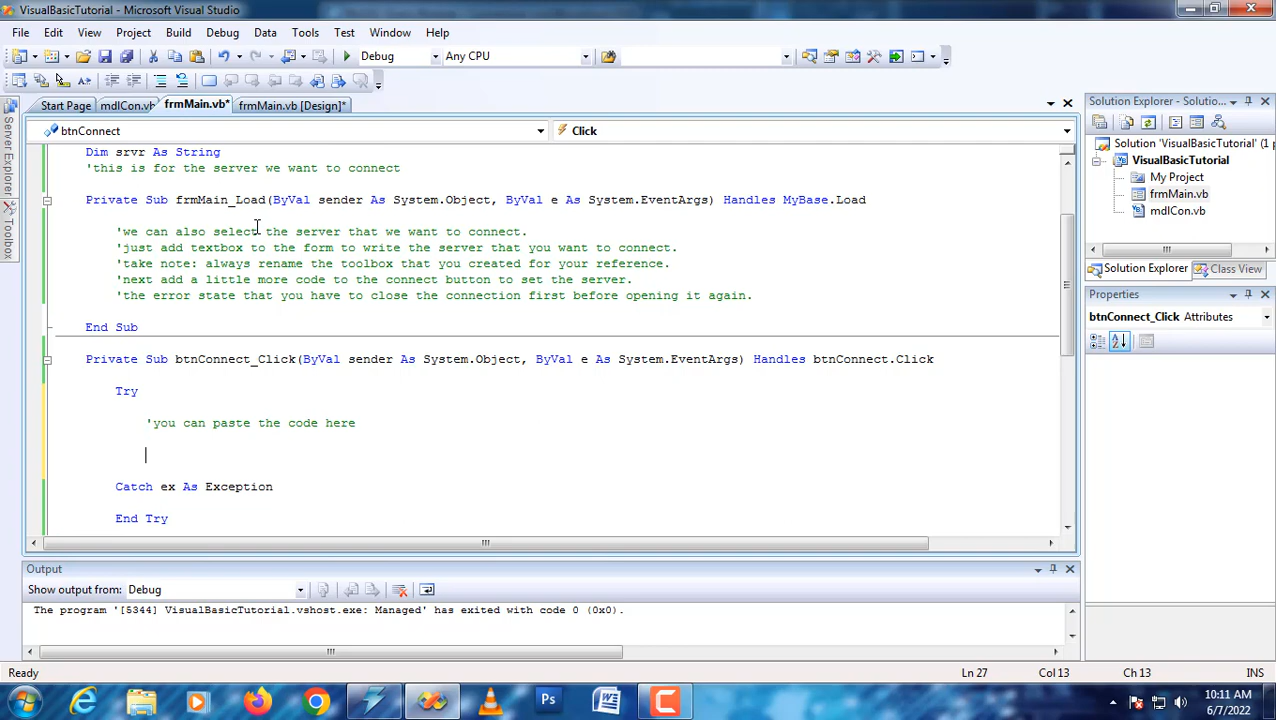 VisualBasicTutorial - Microsoft Visual Studio
File Edit View Project Build Debug Data Tools Test Window Help
Debug Any CPU
Start Page mdlCon.vb frmMain.vb* frmMain.vb [Design]*
btnConnect Click
Dim srvr As String
'this is for the server we want to connect
Private Sub frmMain_Load(ByVal sender As System.Object, ByVal e As System.EventArgs) Handles MyBase.Load
'we can also select the server that we want to connect.
'just add textbox to the form to write the server that you want to connect.
'take note: always rename the toolbox that you created for your reference.
'next add a little more code to the connect button to set the server.
'the error state that you have to close the connection first before opening it again.
End Sub
Private Sub btnConnect_Click(ByVal sender As System.Object, ByVal e As System.EventArgs) Handles btnConnect.Click
Try
'you can paste the code here
Catch ex As Exception
End Try
Server Explorer
Toolbox
Solution Explorer - Solutio...
Solution 'VisualBasicTutorial' (1 p
VisualBasicTutorial
My Project
frmMain.vb
mdlCon.vb
Solution Explorer Class View
Properties
btnConnect_Click Attributes
Output
Show output from: Debug
The program '[5344] VisualBasicTutorial.vshost.exe: Managed' has exited with code 0 (0x0).
Ready Ln 27 Col 13 Ch 13 INS
Ps
10:11 AM
6/7/2022